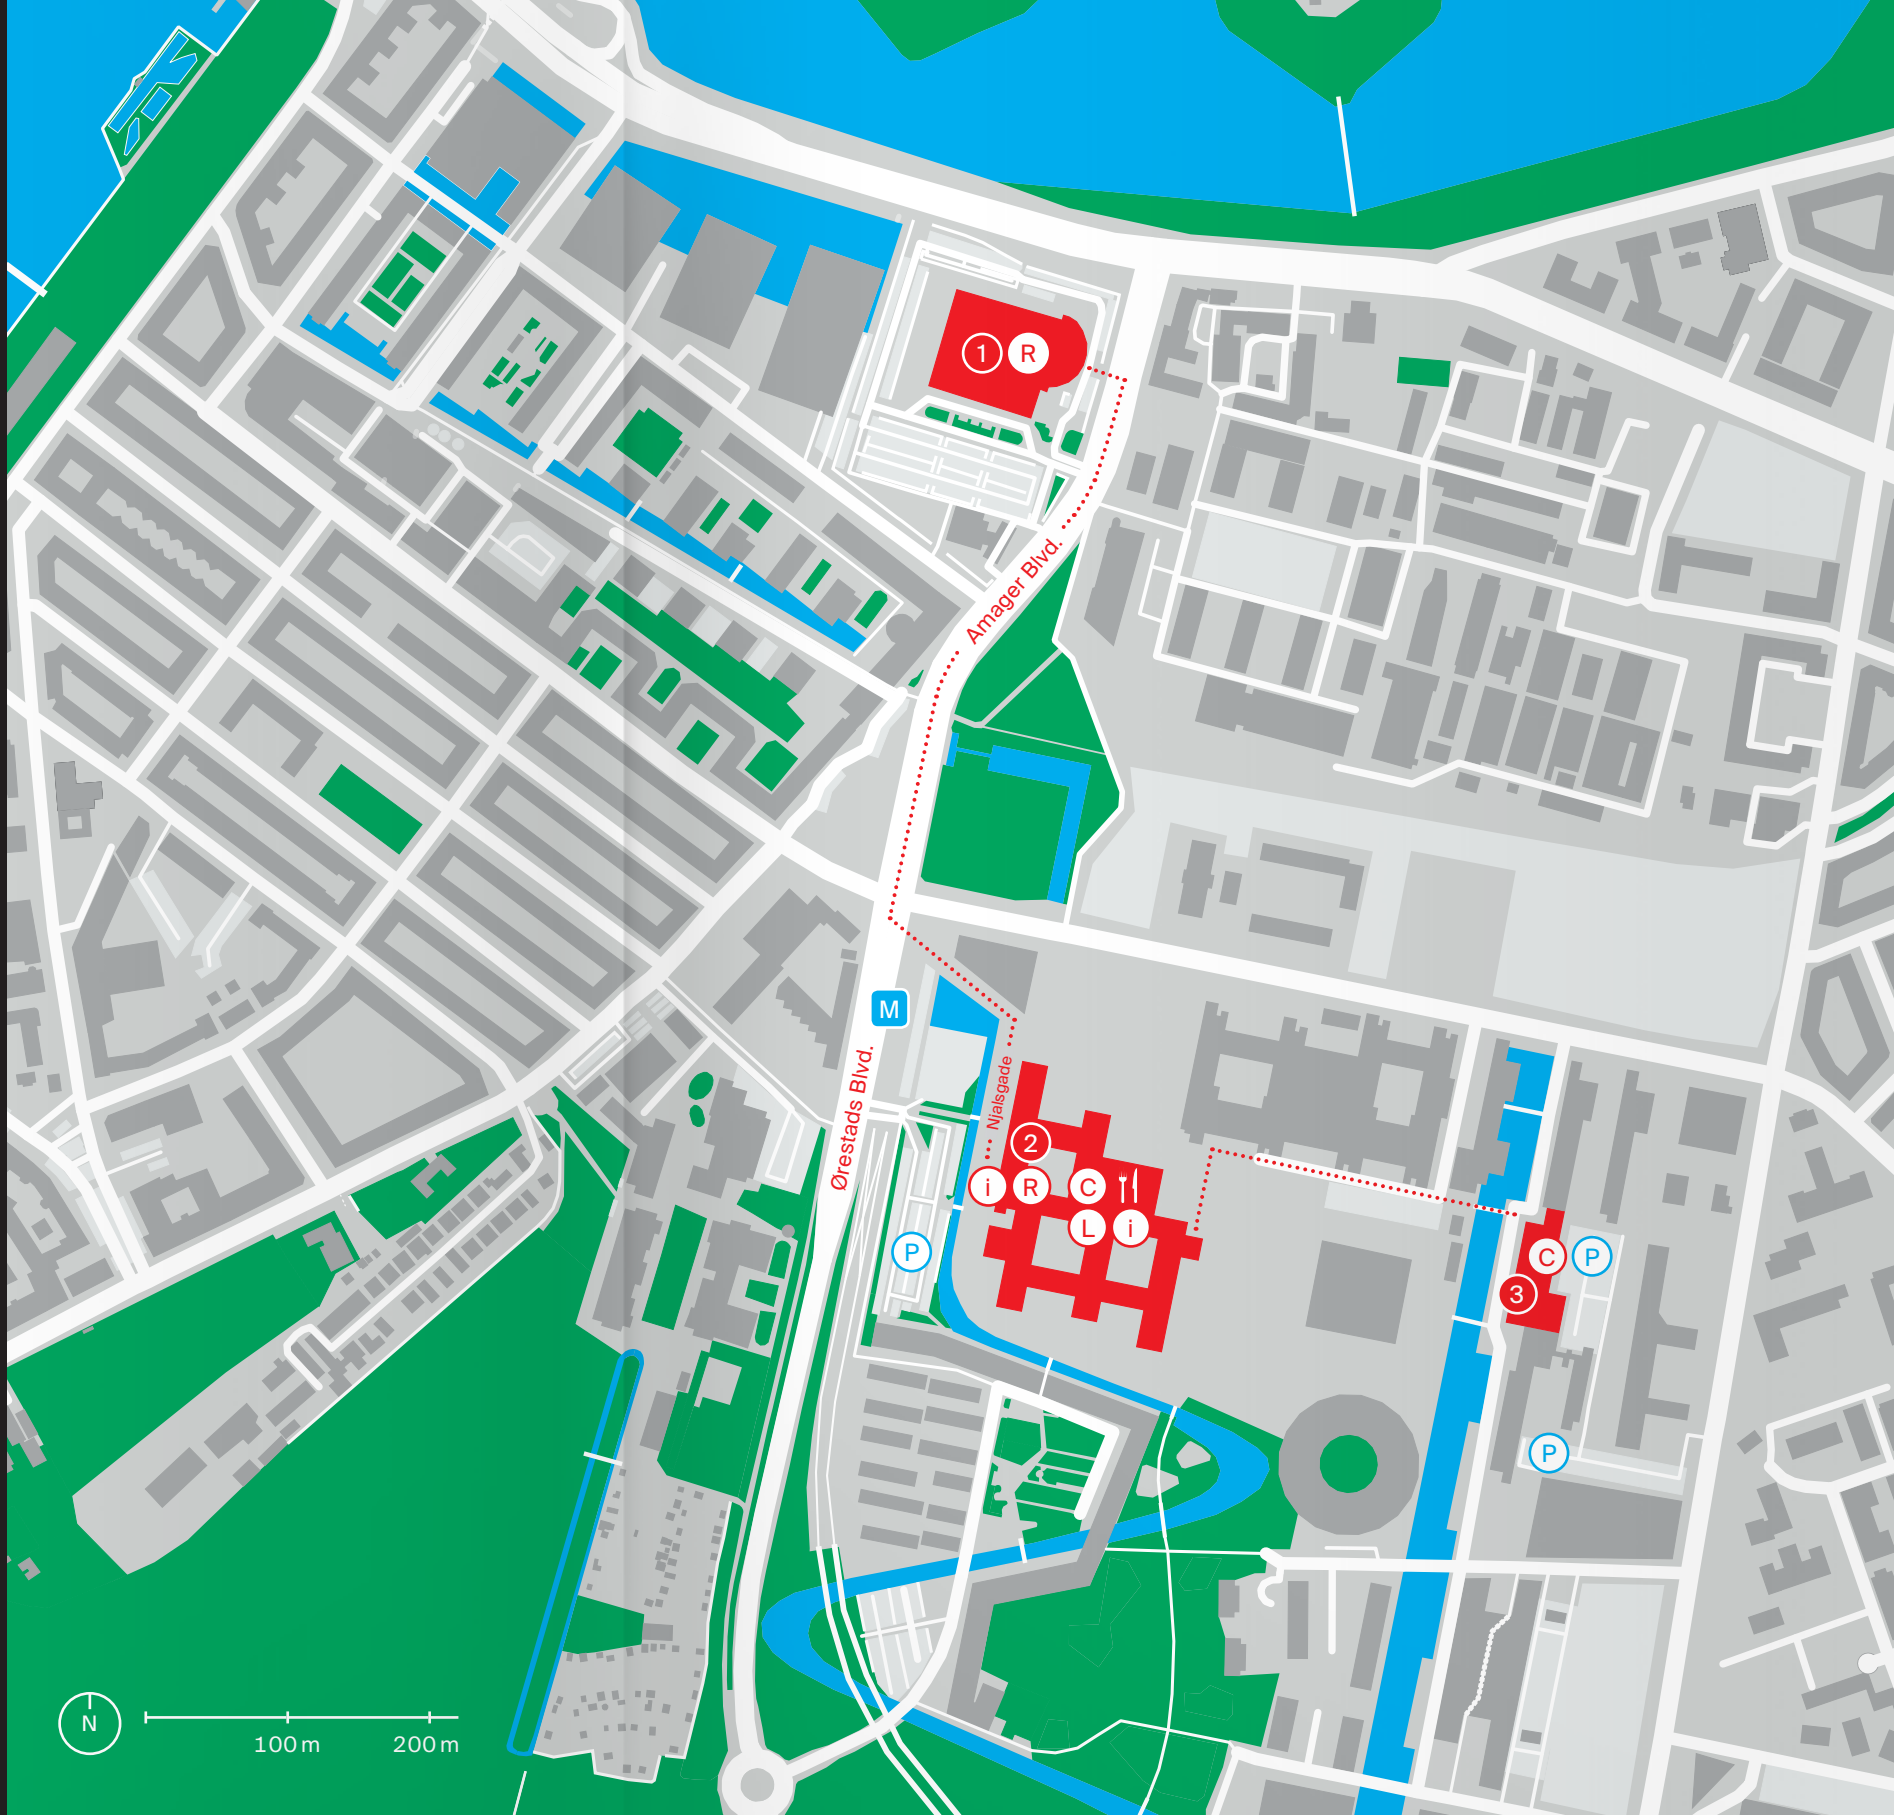 1 R
Amager Blvd.
M
Ørestads Blvd.
Njalsgade
2
i R C
L i
P
C P
3
P
N
100 m 200 m